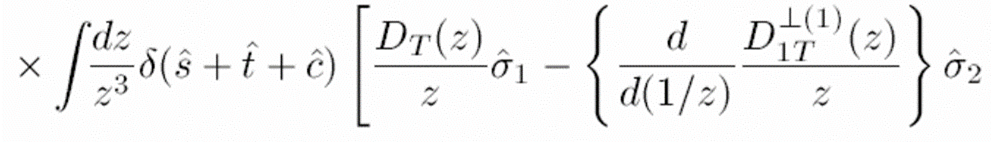 × ∫ dz/z³ δ(ŝ + t̂ + ĉ) [ D_T(z)/z σ̂₁ − { d/d(1/z) D_{1T}^{⊥(1)}(z)/z } σ̂₂